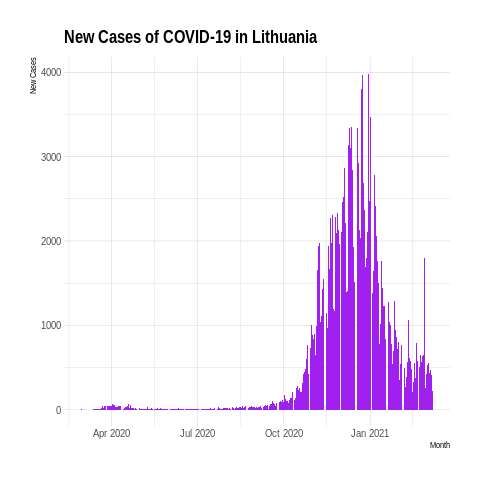 New Cases of COVID-19 in Lithuania
New Cases
4000
3000
2000
1000
0
Apr 2020 Jul 2020 Oct 2020 Jan 2021
Month